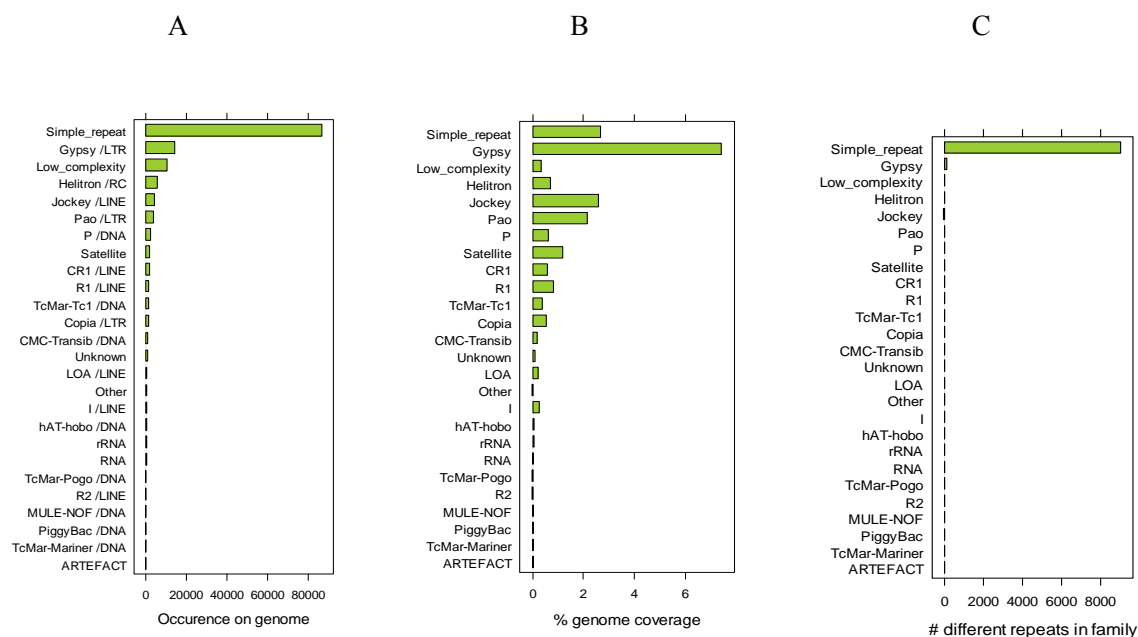 A
B
C
Simple_repeat
Gypsy /LTR
Low_complexity
Helitron /RC
Jockey /LINE
Pao /LTR
P /DNA
Satellite
CR1 /LINE
R1 /LINE
TcMar-Tc1 /DNA
Copia /LTR
CMC-Transib /DNA
Unknown
LOA /LINE
Other
I /LINE
hAT-hobo /DNA
rRNA
RNA
TcMar-Pogo /DNA
R2 /LINE
MULE-NOF /DNA
PiggyBac /DNA
TcMar-Mariner /DNA
ARTEFACT
0 20000 40000 60000 80000
Occurence on genome
Simple_repeat
Gypsy
Low_complexity
Helitron
Jockey
Pao
P
Satellite
CR1
R1
TcMar-Tc1
Copia
CMC-Transib
Unknown
LOA
Other
I
hAT-hobo
rRNA
RNA
TcMar-Pogo
R2
MULE-NOF
PiggyBac
TcMar-Mariner
ARTEFACT
0 2 4 6
% genome coverage
Simple_repeat
Gypsy
Low_complexity
Helitron
Jockey
Pao
P
Satellite
CR1
R1
TcMar-Tc1
Copia
CMC-Transib
Unknown
LOA
Other
I
hAT-hobo
rRNA
RNA
TcMar-Pogo
R2
MULE-NOF
PiggyBac
TcMar-Mariner
ARTEFACT
0 2000 4000 6000 8000
# different repeats in family